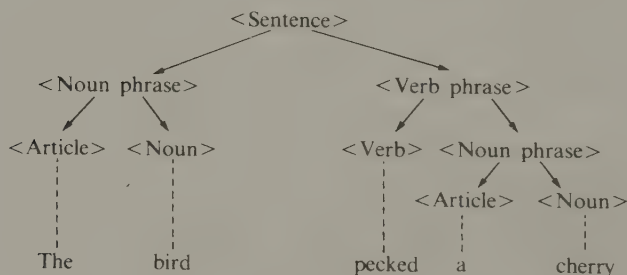 <Sentence>
<Noun phrase> <Verb phrase>
<Article> <Noun> <Verb> <Noun phrase>
<Article> <Noun>
The bird pecked a cherry